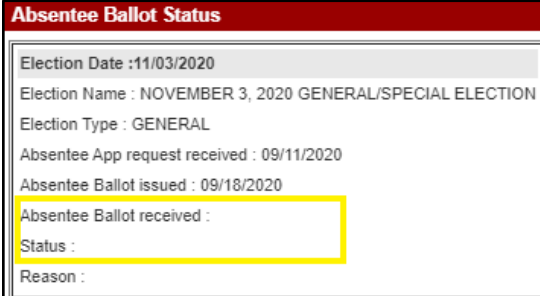 Absentee Ballot Status
Election Date :11/03/2020
Election Name : NOVEMBER 3, 2020 GENERAL/SPECIAL ELECTION
Election Type : GENERAL
Absentee App request received : 09/11/2020
Absentee Ballot issued : 09/18/2020
Absentee Ballot received :
Status :
Reason :